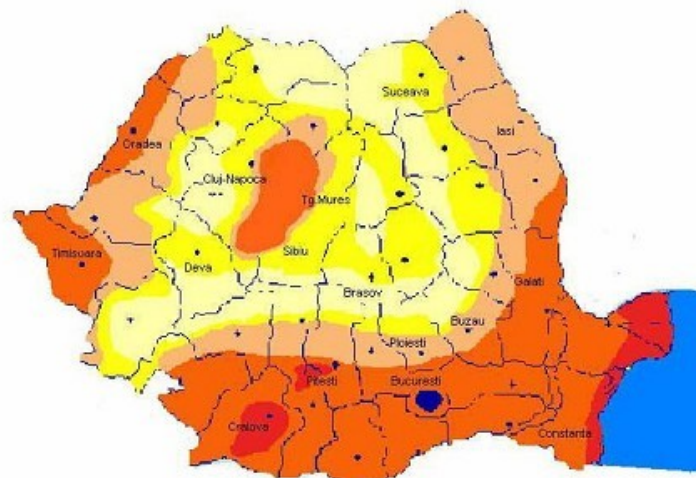 Suceava
Iasi
Oradea
Cluj-Napoca
Tg.Mures
Timisoara
Deva
Sibiu
Galati
Brasov
Buzau
Ploiesti
Pitesti
Bucuresti
Craiova
Constanta